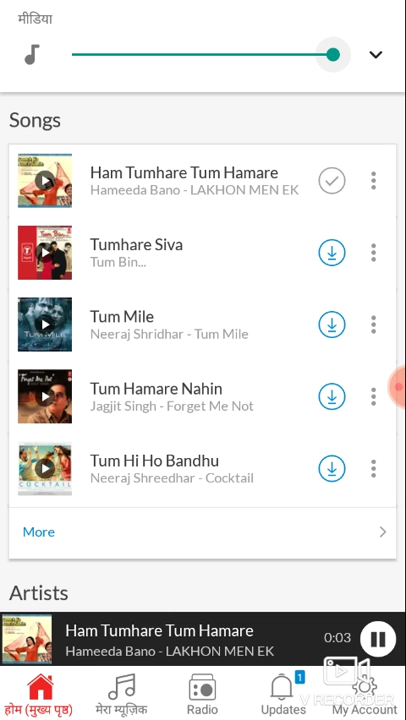 मीडिया
Songs
Ham Tumhare Tum Hamare
Hameeda Bano - LAKHON MEN EK
Tumhare Siva
Tum Bin...
Tum Mile
Neeraj Shridhar - Tum Mile
Tum Hamare Nahin
Jagjit Singh - Forget Me Not
Tum Hi Ho Bandhu
Neeraj Shreedhar - Cocktail
More
Artists
Ham Tumhare Tum Hamare
Hameeda Bano - LAKHON MEN EK
0:03
1
होम (मुख्य पृष्ठ)
मेरा म्यूज़िक
Radio
Updates
My Account
V RECORDER